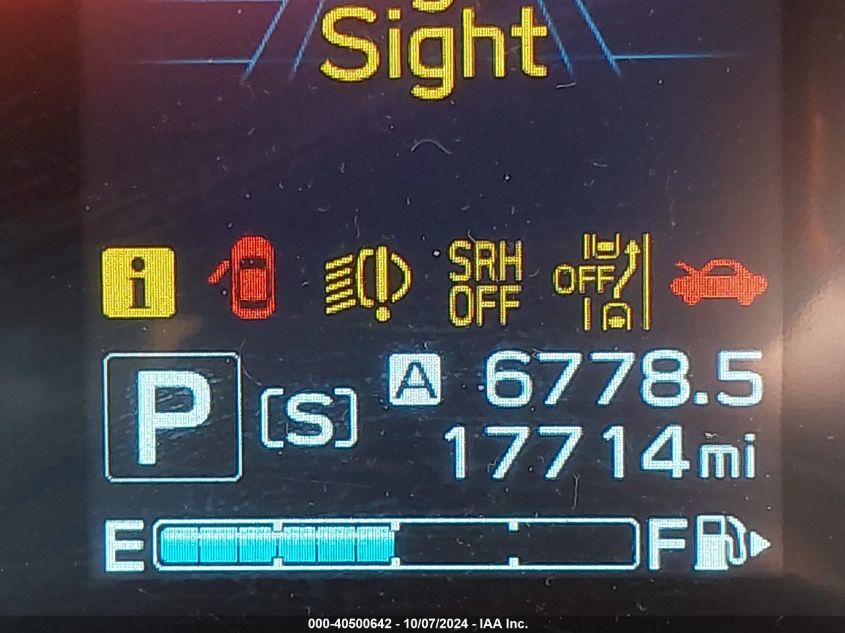 Sight
i
SRH
OFF
OFF
P [S] A 6778.5
17714mi
E F
000-40500642 - 10/07/2024 - IAA Inc.